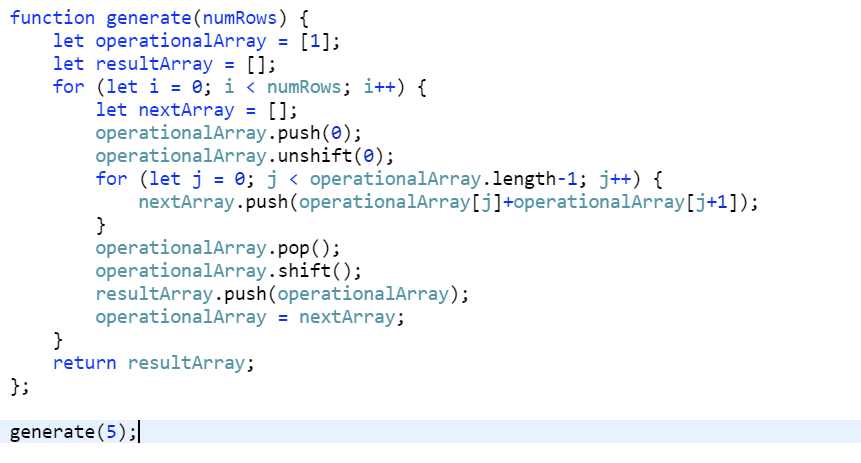 function generate(numRows) {
    let operationalArray = [1];
    let resultArray = [];
    for (let i = 0; i < numRows; i++) {
        let nextArray = [];
        operationalArray.push(0);
        operationalArray.unshift(0);
        for (let j = 0; j < operationalArray.length-1; j++) {
            nextArray.push(operationalArray[j]+operationalArray[j+1]);
        }
        operationalArray.pop();
        operationalArray.shift();
        resultArray.push(operationalArray);
        operationalArray = nextArray;
    }
    return resultArray;
};
generate(5);